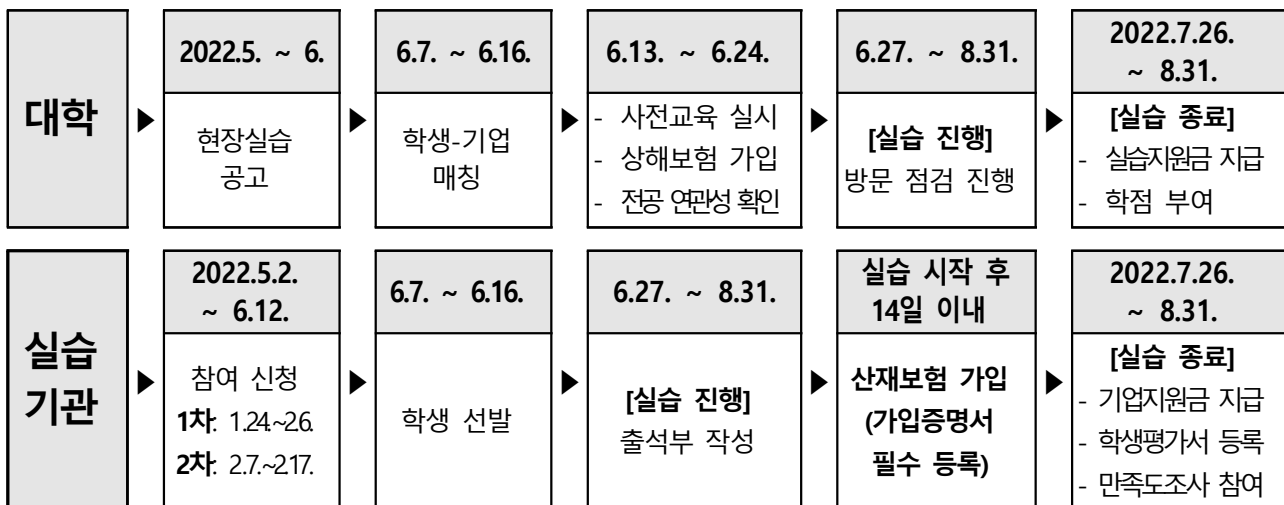 대학
▶
2022.5. ~ 6.
현장실습
공고
▶
6.7. ~ 6.16.
학생-기업
매칭
▶
6.13. ~ 6.24.
- 사전교육 실시
- 상해보험 가입
- 전공 연관성 확인
▶
6.27. ~ 8.31.
[실습 진행]
방문 점검 진행
▶
2022.7.26.
~ 8.31.
[실습 종료]
- 실습지원금 지급
- 학점 부여
실습
기관
▶
2022.5.2.
~ 6.12.
참여 신청
1차: 1.24.~2.6.
2차: 2.7.~2.17.
▶
6.7. ~ 6.16.
학생 선발
▶
6.27. ~ 8.31.
[실습 진행]
출석부 작성
▶
실습 시작 후
14일 이내
산재보험 가입
(가입증명서
필수 등록)
▶
2022.7.26.
~ 8.31.
[실습 종료]
- 기업지원금 지급
- 학생평가서 등록
- 만족도조사 참여